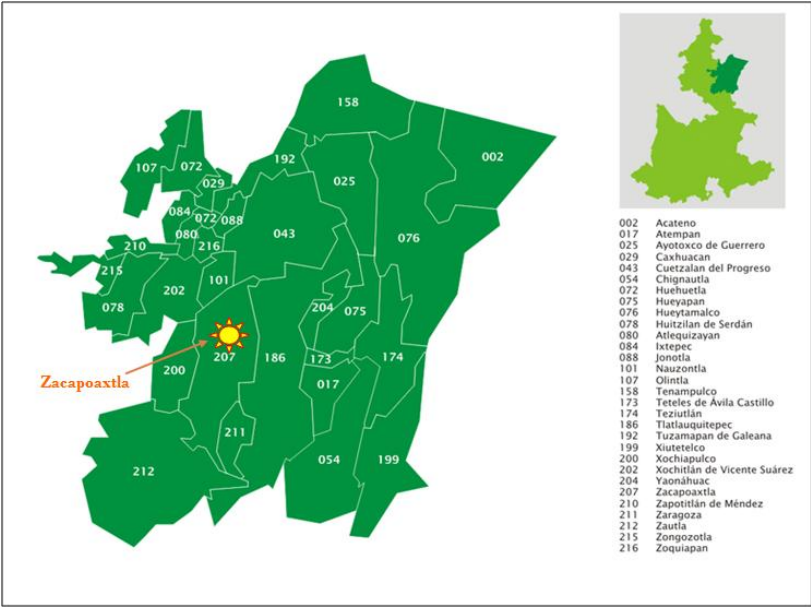 158
002
107
072
192
029
025
084
072
088
080
216
043
076
210
215
101
202
078
204
075
207
186
173
174
200
Zacapoaxtla
017
211
212
054
199
002 Acateno
017 Atempan
025 Ayotoxco de Guerrero
029 Caxhuacan
043 Cuetzalan del Progreso
054 Chignautla
072 Huehuetla
075 Hueyapan
076 Hueytamalco
078 Huitzilan de Serdán
080 Atlequizayan
084 Ixtepec
088 Jonotla
101 Nauzontla
107 Olintla
158 Tenampulco
173 Teteles de Ávila Castillo
174 Teziutlán
186 Tlatlauquitepec
192 Tuzamapan de Galeana
199 Xiutetelco
200 Xochiapulco
202 Xochitlán de Vicente Suárez
204 Yaonáhuac
207 Zacapoaxtla
210 Zapotitlán de Méndez
211 Zaragoza
212 Zautla
215 Zongozotla
216 Zoquiapan